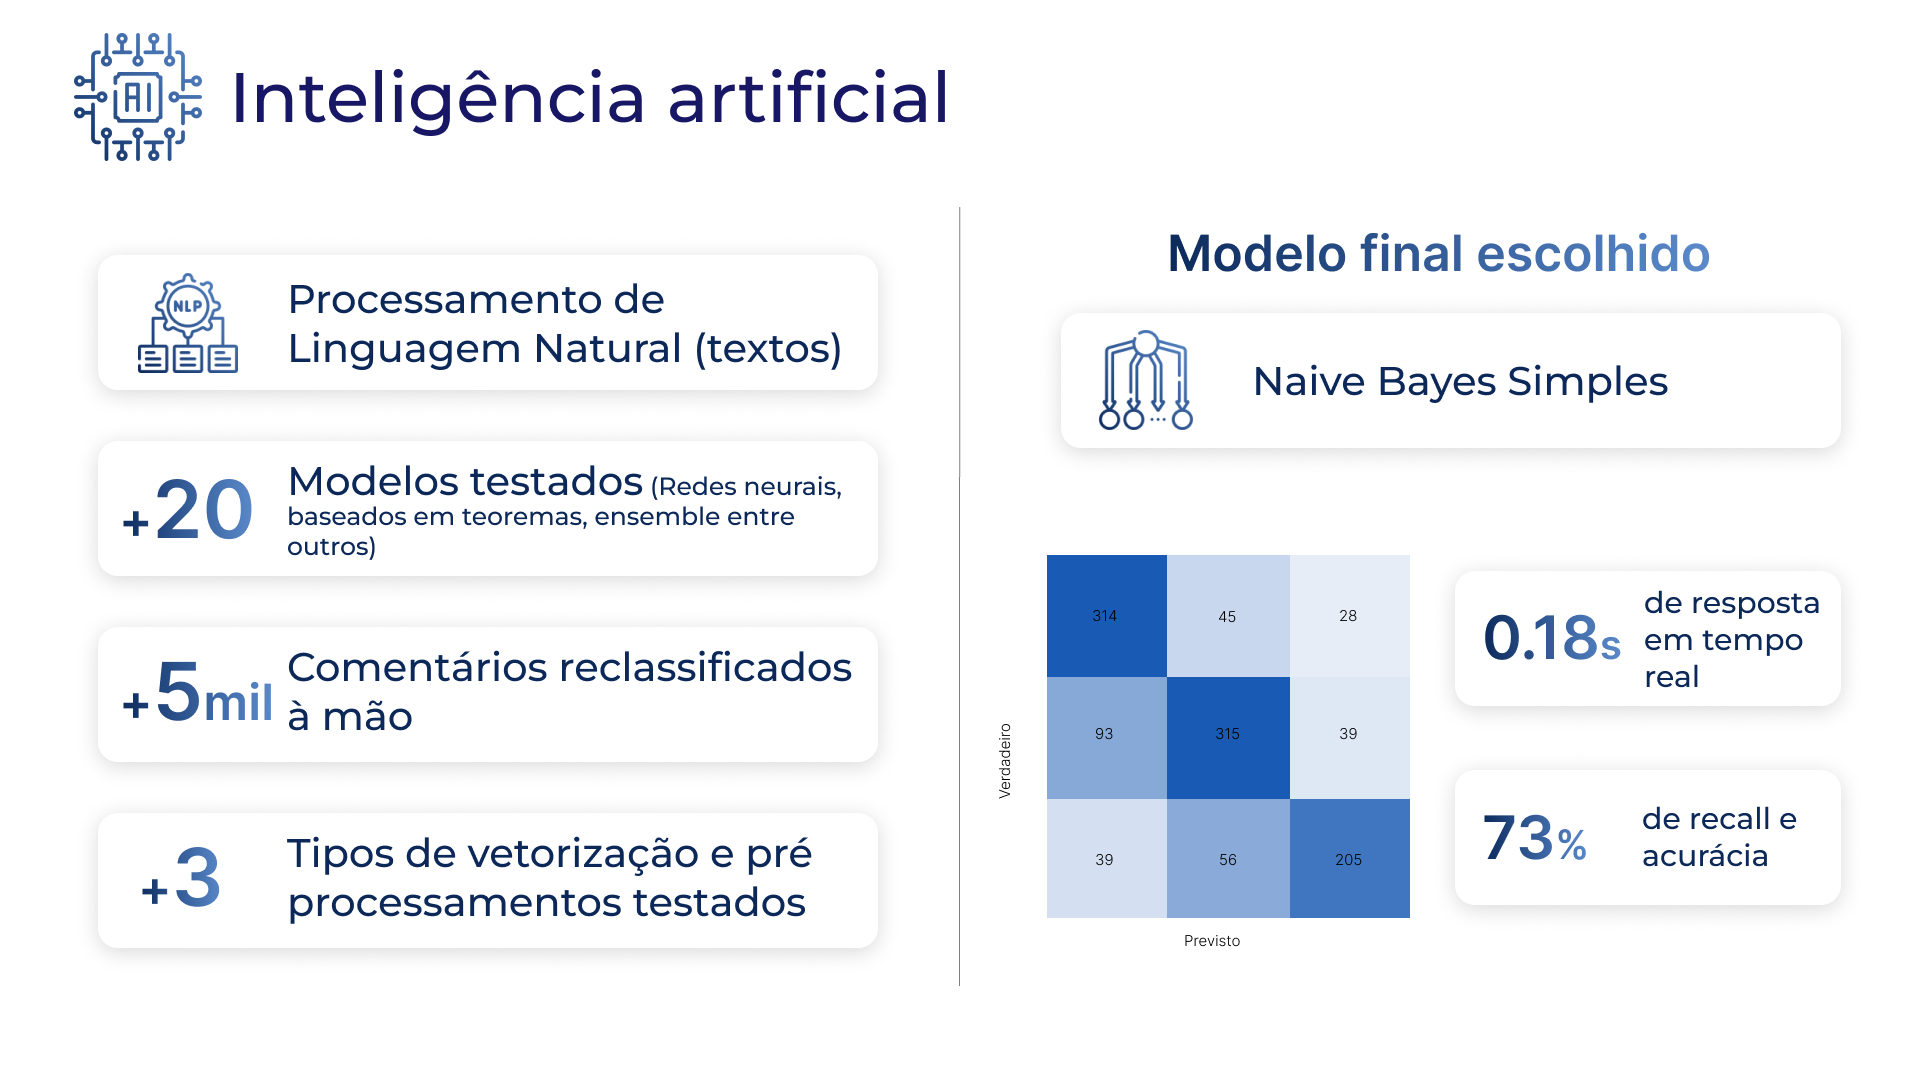 AI
Inteligência artificial
NLP
Processamento de
Linguagem Natural (textos)
+20
Modelos testados (Redes neurais,
baseados em teoremas, ensemble entre
outros)
+5mil
Comentários reclassificados
à mão
+3
Tipos de vetorização e pré
processamentos testados
Modelo final escolhido
Naive Bayes Simples
Verdadeiro
314 45 28
93 315 39
39 56 205
Previsto
0.18s
de resposta
em tempo
real
73%
de recall e
acurácia